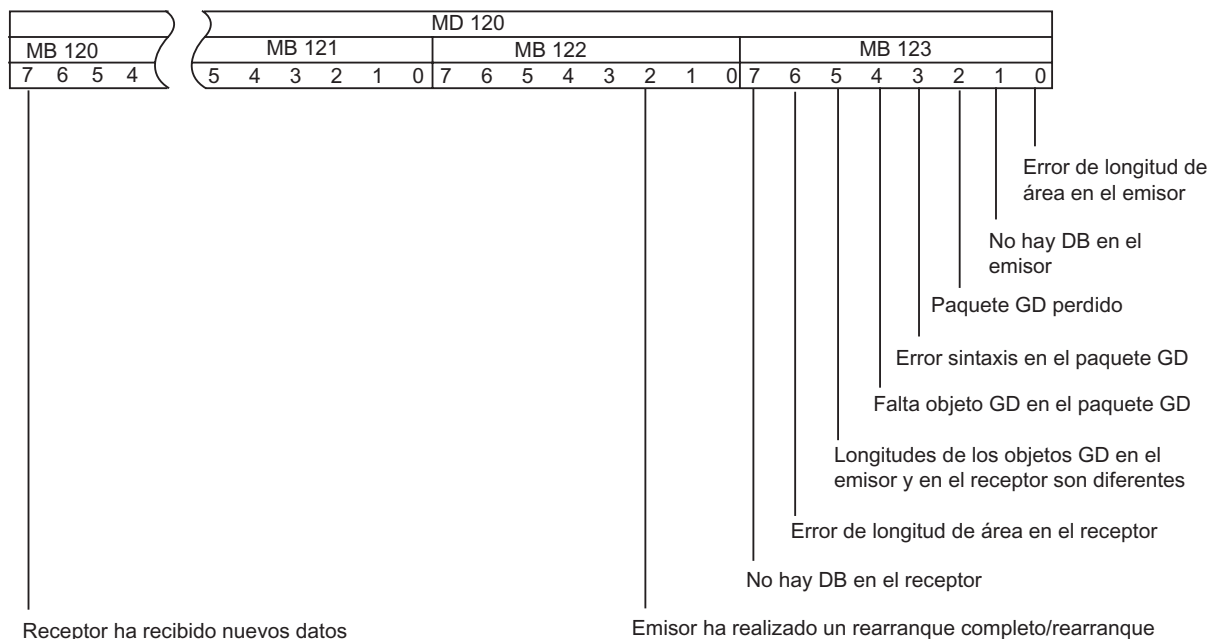 MD 120
MB 120 MB 121 MB 122 MB 123
7 6 5 4 5 4 3 2 1 0 7 6 5 4 3 2 1 0 7 6 5 4 3 2 1 0
Error de longitud de
área en el emisor
No hay DB en el
emisor
Paquete GD perdido
Error sintaxis en el paquete GD
Falta objeto GD en el paquete GD
Longitudes de los objetos GD en el
emisor y en el receptor son diferentes
Error de longitud de área en el receptor
No hay DB en el receptor
Receptor ha recibido nuevos datos
Emisor ha realizado un rearranque completo/rearranque